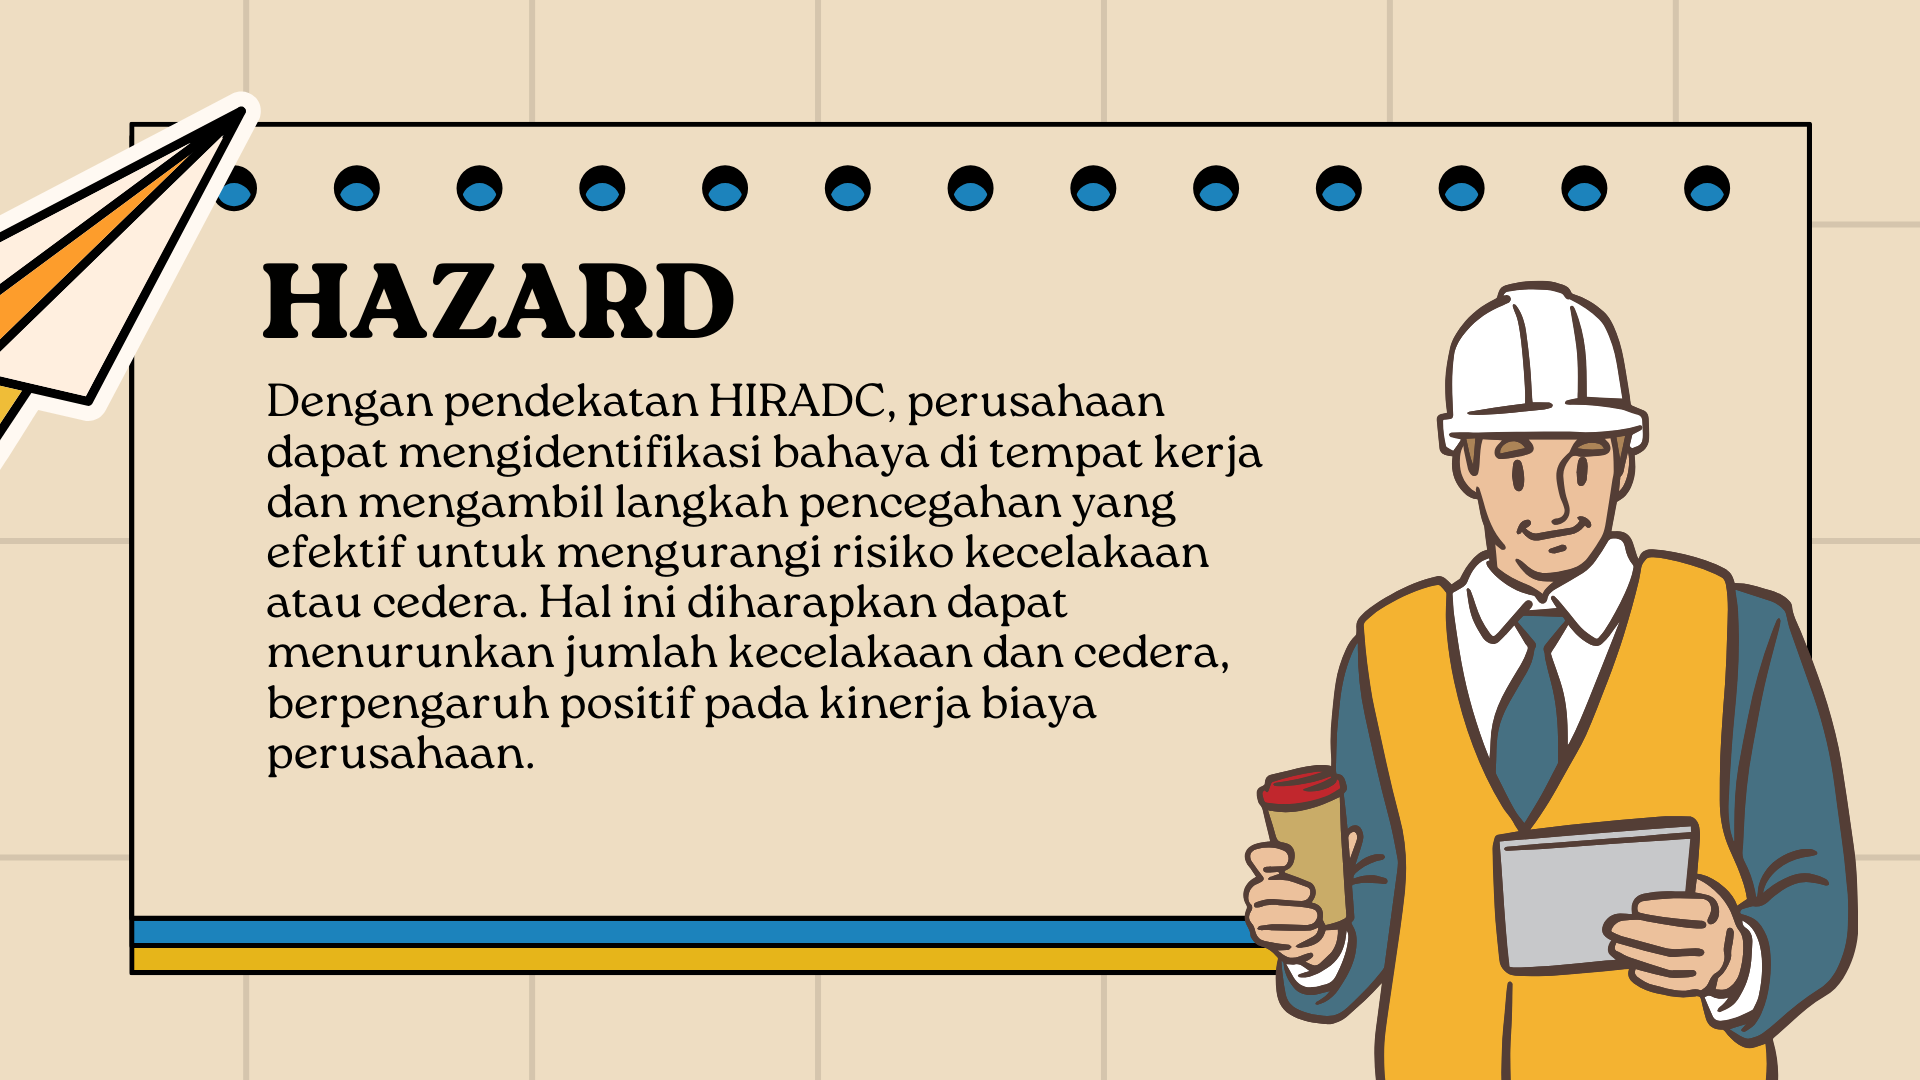 HAZARD
Dengan pendekatan HIRADC, perusahaan
dapat mengidentifikasi bahaya di tempat kerja
dan mengambil langkah pencegahan yang
efektif untuk mengurangi risiko kecelakaan
atau cedera. Hal ini diharapkan dapat
menurunkan jumlah kecelakaan dan cedera,
berpengaruh positif pada kinerja biaya
perusahaan.